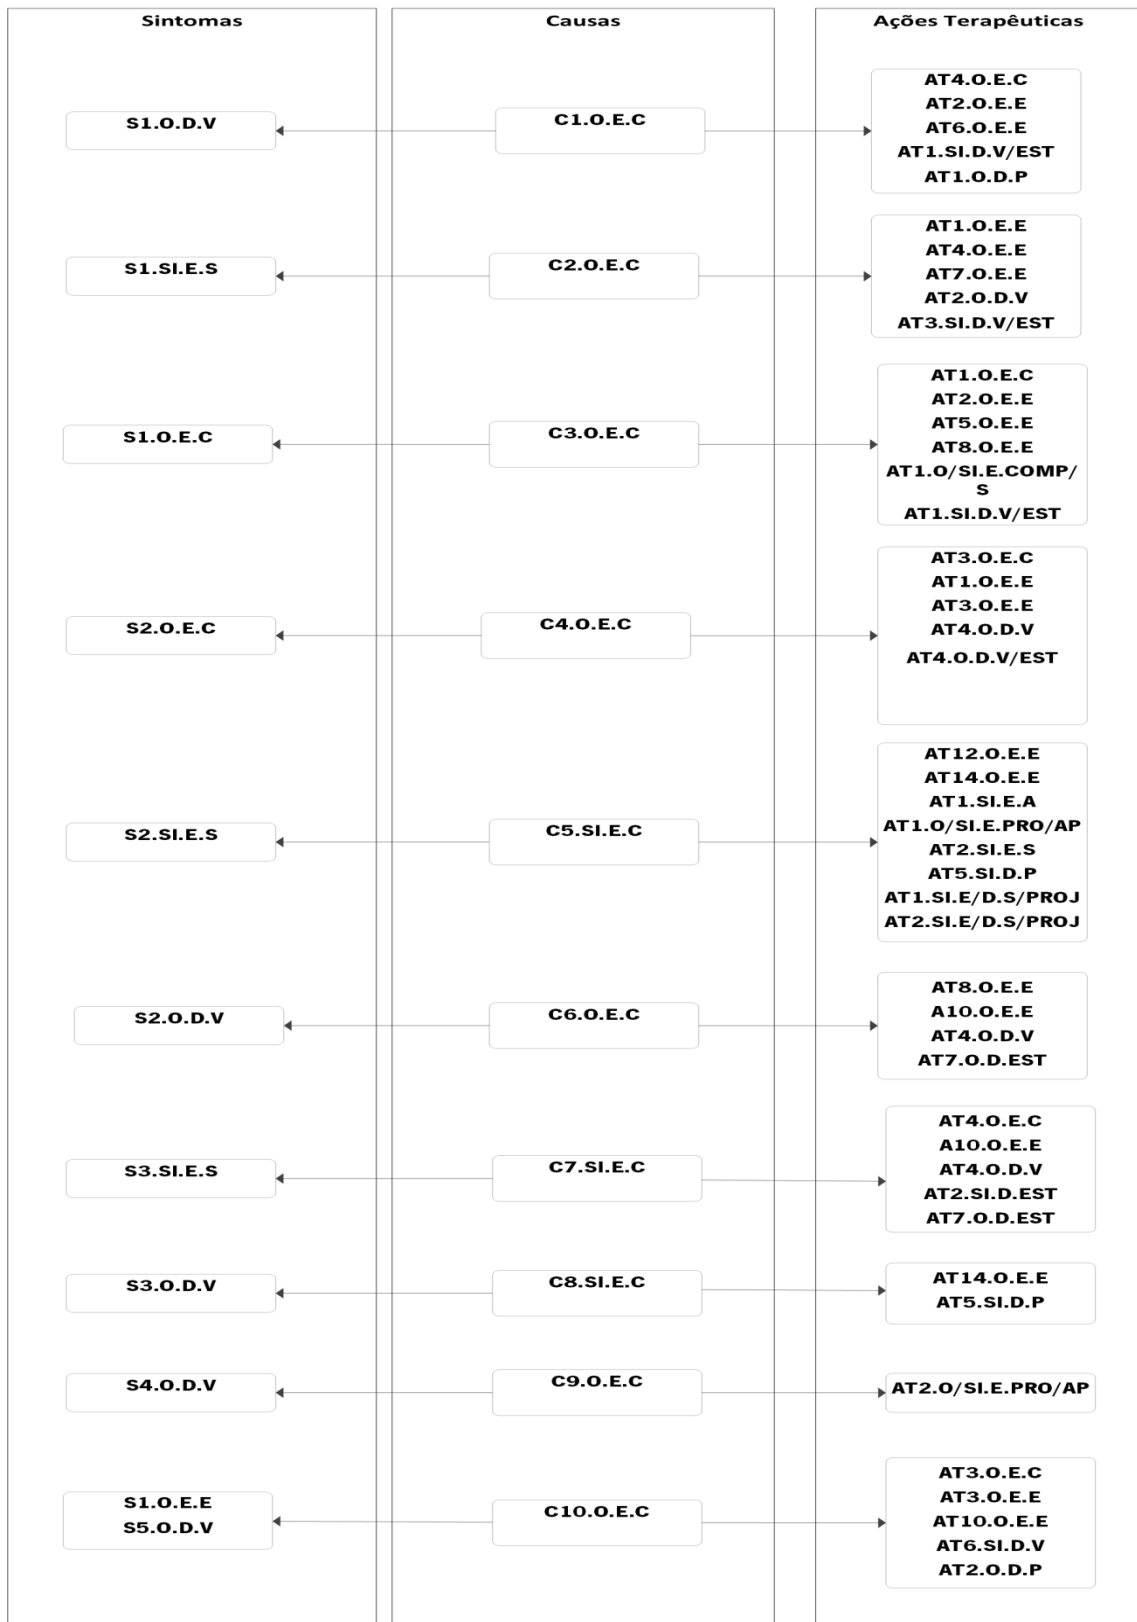 Sintomas
Causas
Ações Terapêuticas
S1.O.D.V
C1.O.E.C
AT4.O.E.C
AT2.O.E.E
AT6.O.E.E
AT1.SI.D.V/EST
AT1.O.D.P
S1.SI.E.S
C2.O.E.C
AT1.O.E.E
AT4.O.E.E
AT7.O.E.E
AT2.O.D.V
AT3.SI.D.V/EST
S1.O.E.C
C3.O.E.C
AT1.O.E.C
AT2.O.E.E
AT5.O.E.E
AT8.O.E.E
AT1.O/SI.E.COMP/
S
AT1.SI.D.V/EST
S2.O.E.C
C4.O.E.C
AT3.O.E.C
AT1.O.E.E
AT3.O.E.E
AT4.O.D.V
AT4.O.D.V/EST
S2.SI.E.S
C5.SI.E.C
AT12.O.E.E
AT14.O.E.E
AT1.SI.E.A
AT1.O/SI.E.PRO/AP
AT2.SI.E.S
AT5.SI.D.P
AT1.SI.E/D.S/PROJ
AT2.SI.E/D.S/PROJ
S2.O.D.V
C6.O.E.C
AT8.O.E.E
A10.O.E.E
AT4.O.D.V
AT7.O.D.EST
S3.SI.E.S
C7.SI.E.C
AT4.O.E.C
A10.O.E.E
AT4.O.D.V
AT2.SI.D.EST
AT7.O.D.EST
S3.O.D.V
C8.SI.E.C
AT14.O.E.E
AT5.SI.D.P
S4.O.D.V
C9.O.E.C
AT2.O/SI.E.PRO/AP
S1.O.E.E
S5.O.D.V
C10.O.E.C
AT3.O.E.C
AT3.O.E.E
AT10.O.E.E
AT6.SI.D.V
AT2.O.D.P